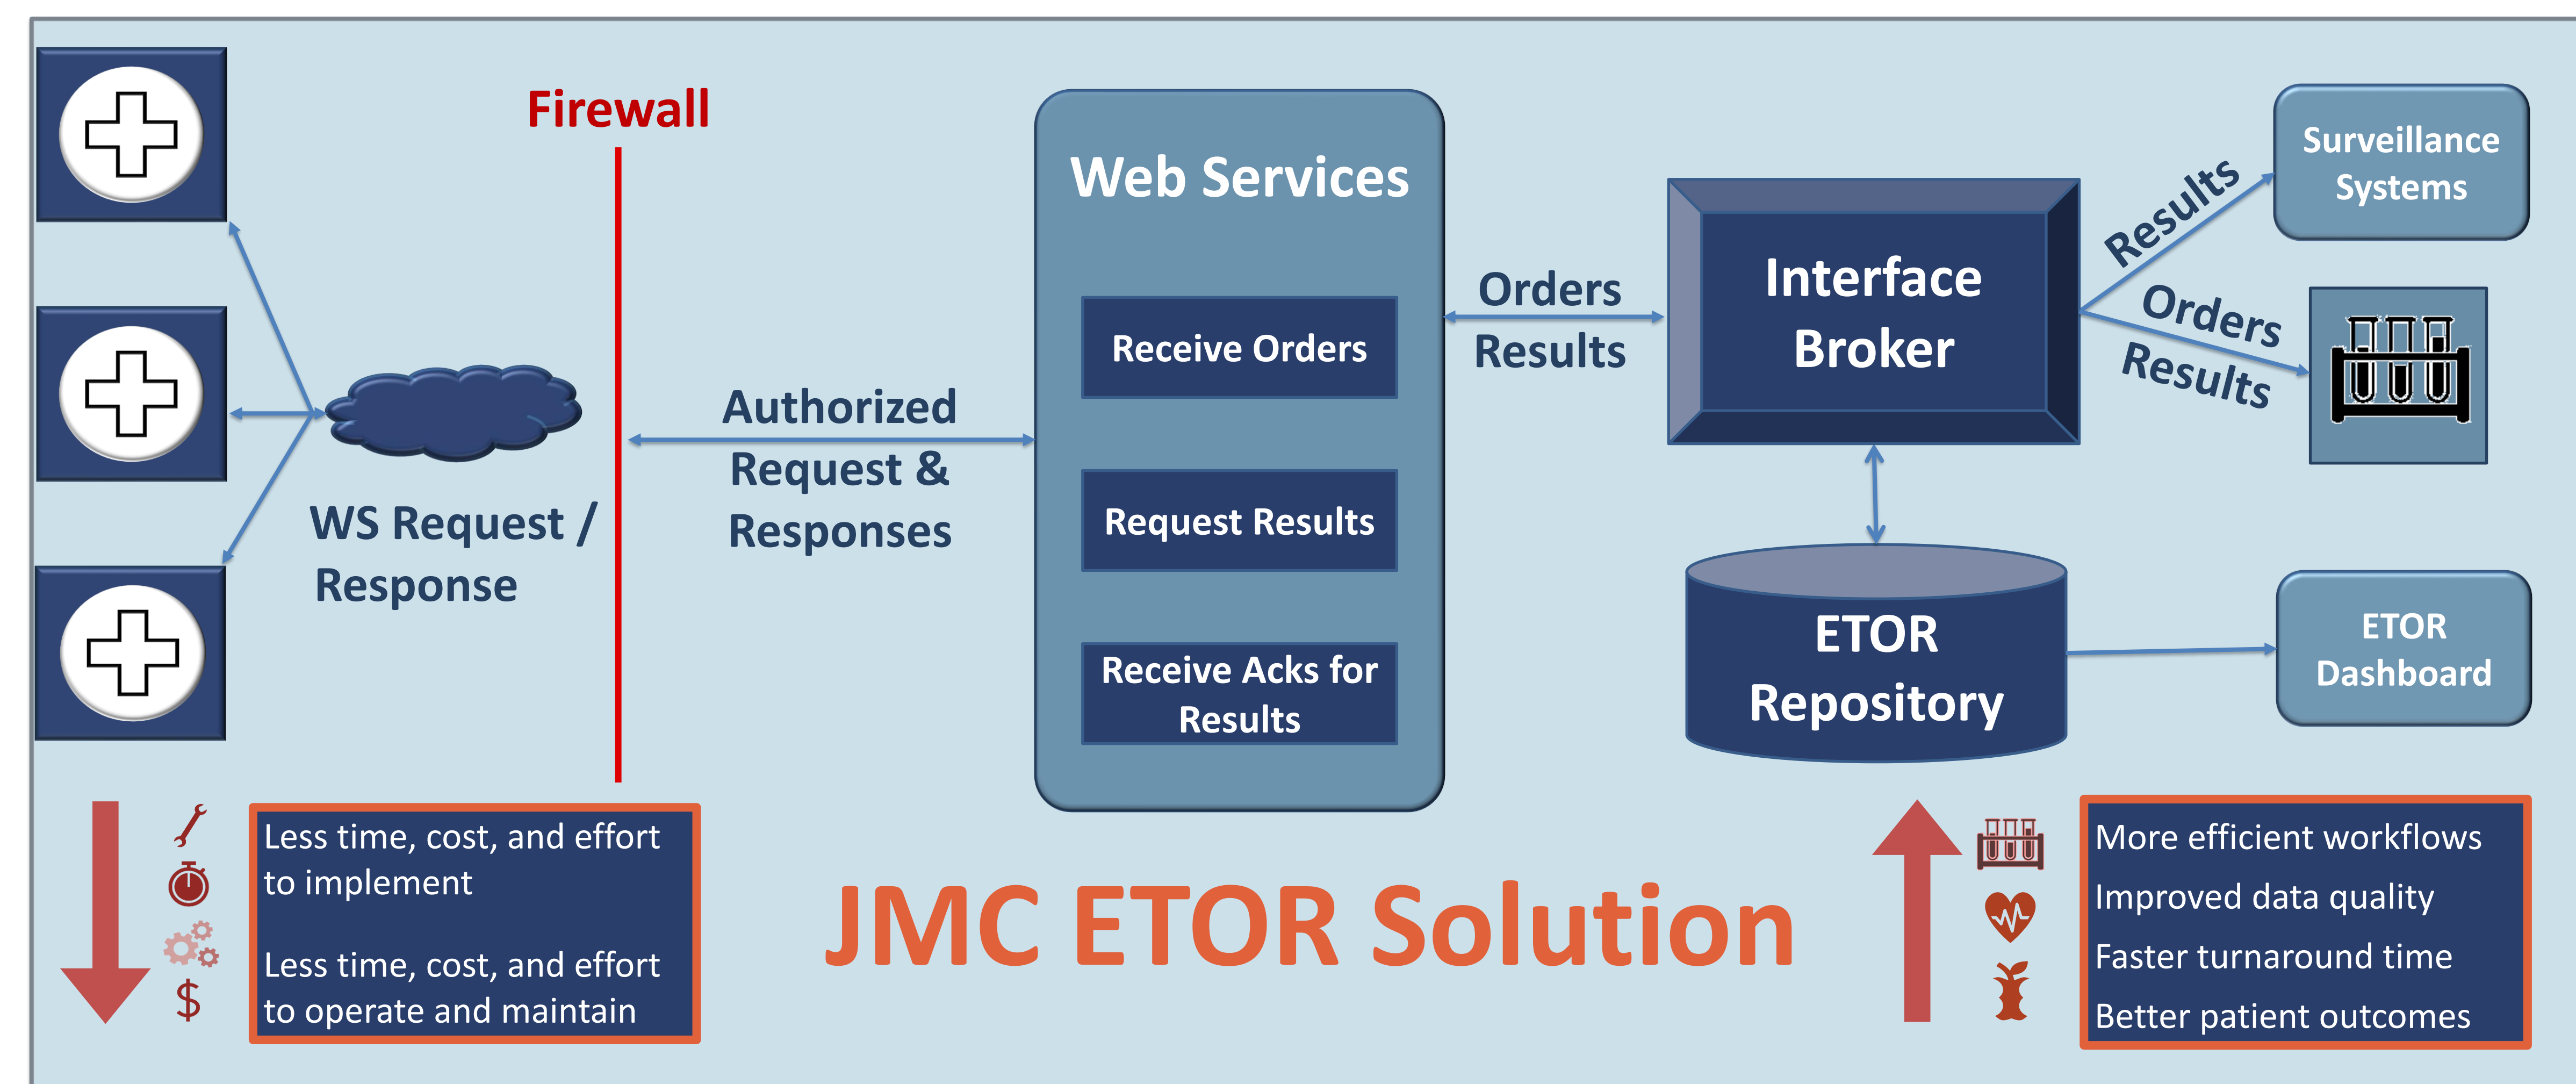 Firewall
WS Request /
Response
Authorized
Request &
Responses
Web Services
Receive Orders
Request Results
Receive Acks for
Results
Orders
Results
Interface
Broker
Results
Surveillance
Systems
Orders
Results
ETOR
Repository
ETOR
Dashboard
Less time, cost, and effort
to implement
Less time, cost, and effort
to operate and maintain
JMC ETOR Solution
More efficient workflows
Improved data quality
Faster turnaround time
Better patient outcomes